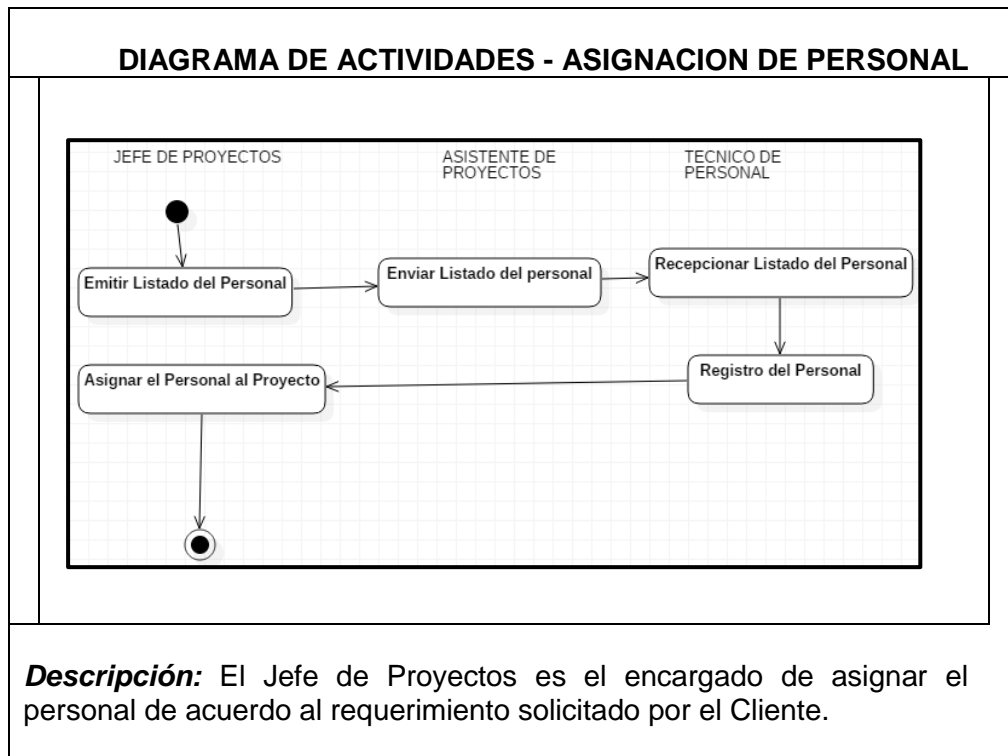 DIAGRAMA DE ACTIVIDADES - ASIGNACION DE PERSONAL
JEFE DE PROYECTOS
ASISTENTE DE
PROYECTOS
TECNICO DE
PERSONAL
Emitir Listado del Personal
Enviar Listado del personal
Recepcionar Listado del Personal
Asignar el Personal al Proyecto
Registro del Personal
Descripción: El Jefe de Proyectos es el encargado de asignar el
personal de acuerdo al requerimiento solicitado por el Cliente.